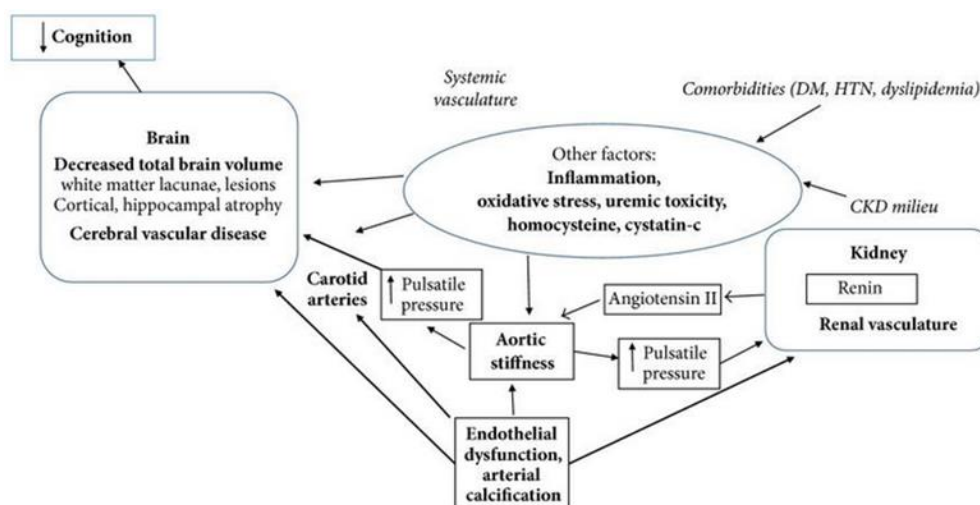 ↓ Cognition
Systemic
vasculature
Comorbidities (DM, HTN, dyslipidemia)
Brain
Decreased total brain volume
white matter lacunae, lesions
Cortical, hippocampal atrophy
Cerebral vascular disease
Other factors:
Inflammation,
oxidative stress, uremic toxicity,
homocysteine, cystatin-c
CKD milieu
Kidney
Renin
Renal vasculature
Carotid
arteries
↑ Pulsatile
pressure
Angiotensin II
Aortic
stiffness
↑ Pulsatile
pressure
Endothelial
dysfunction,
arterial
calcification